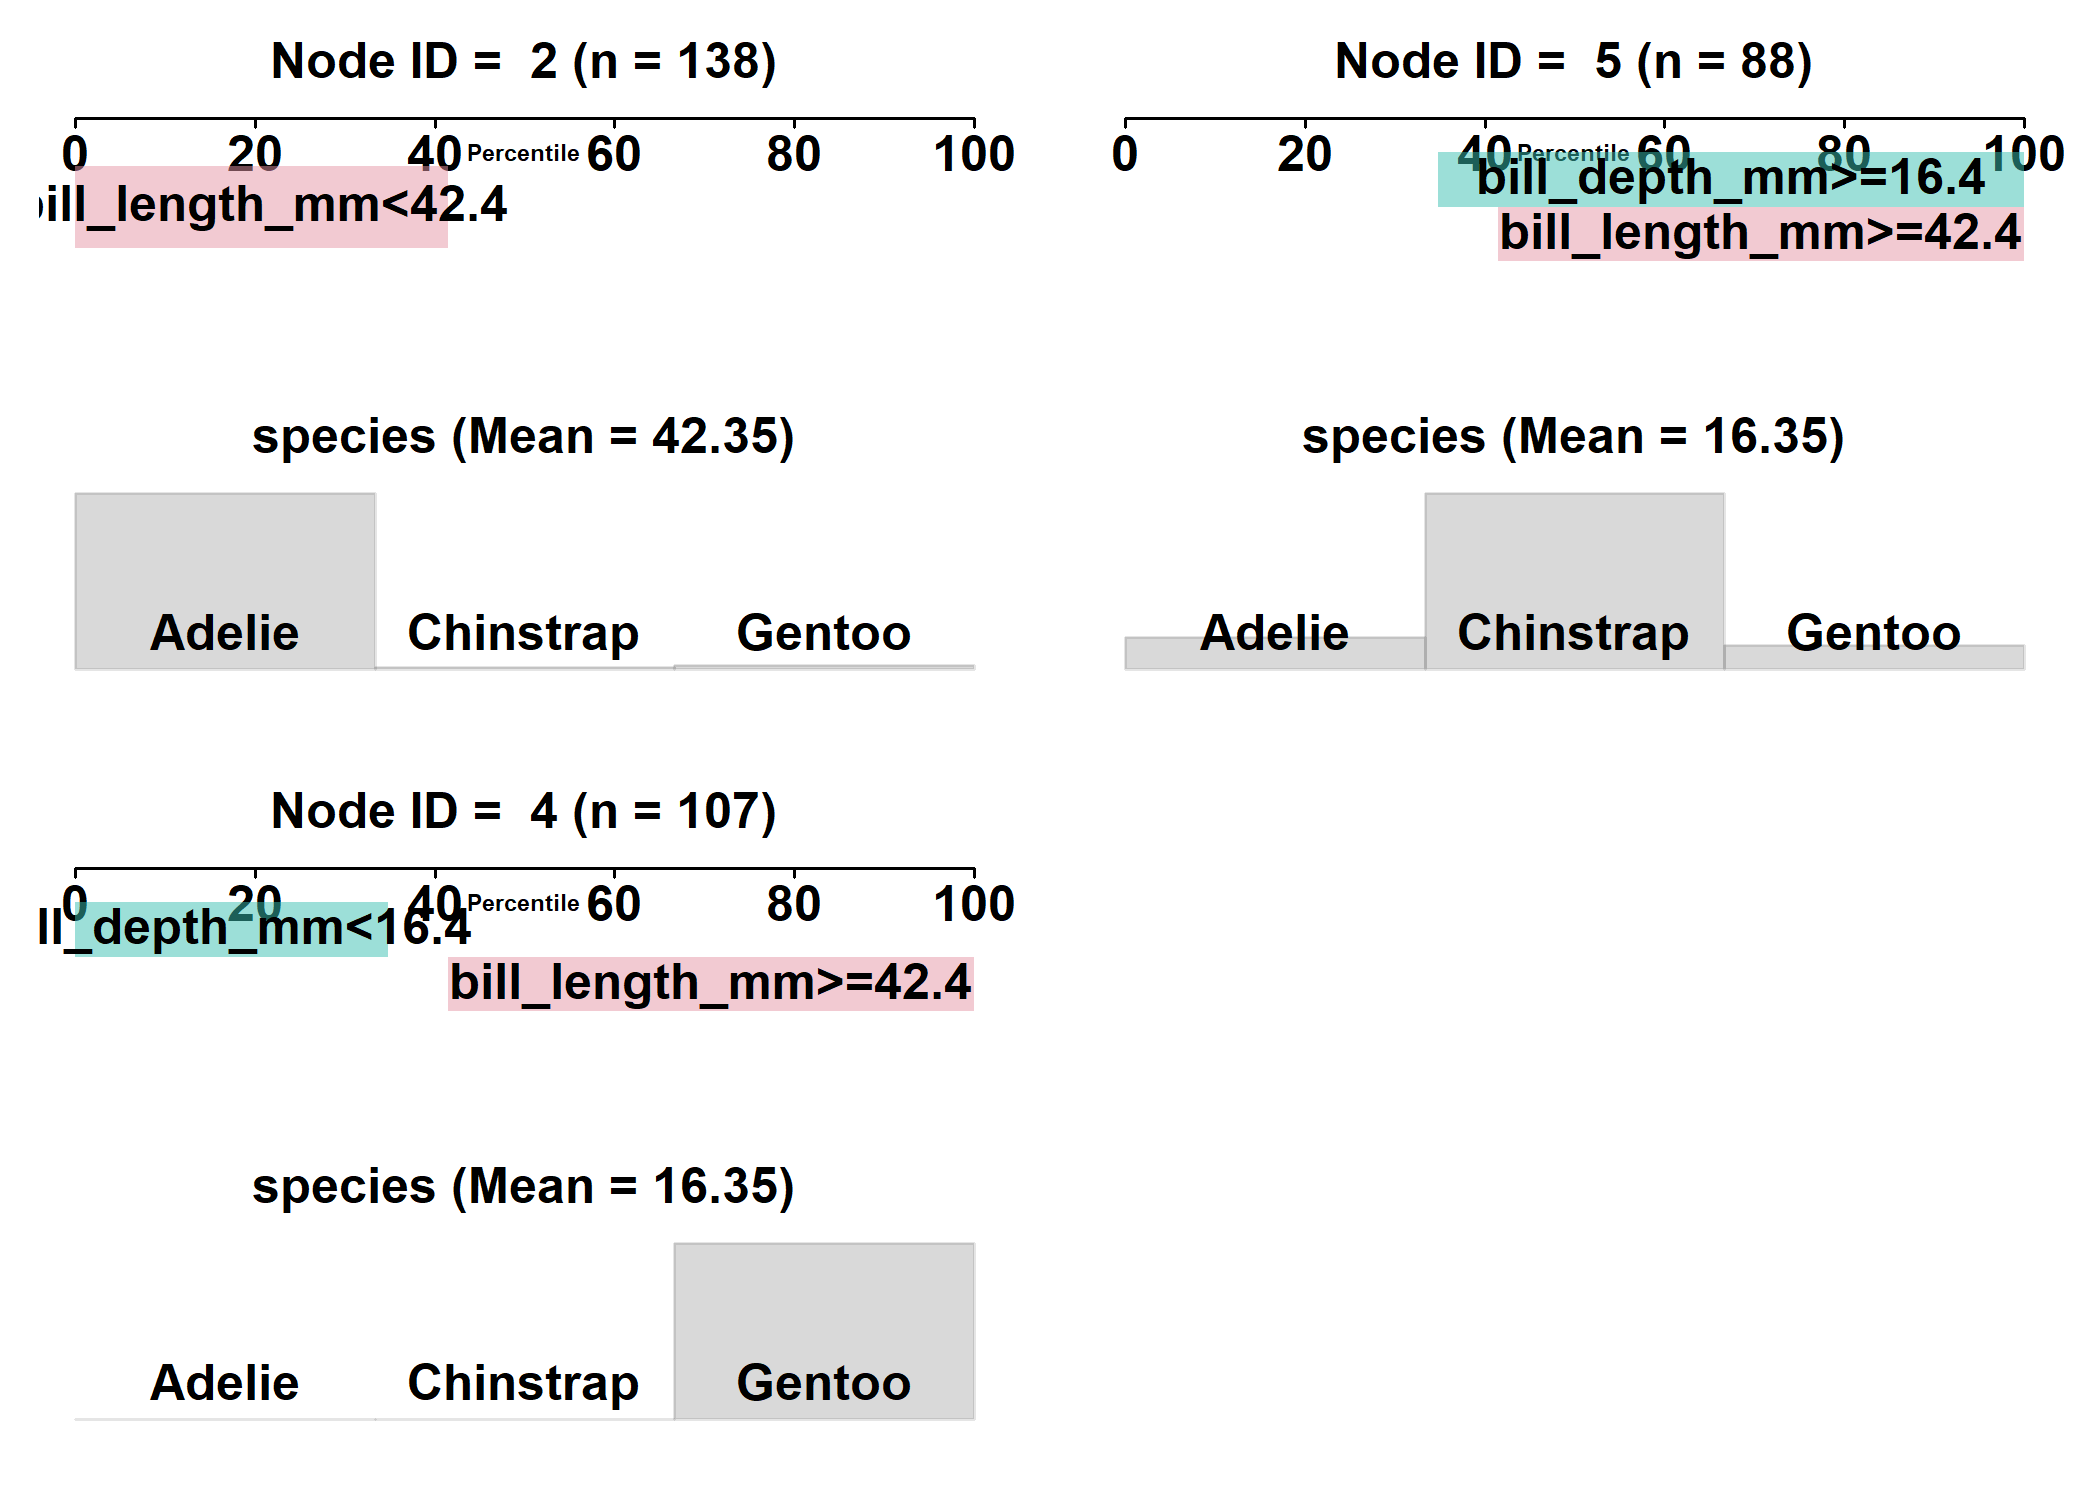 Node ID =  2 (n = 138)
0 20 40 Percentile 60 80 100
bill_length_mm<42.4
species (Mean = 42.35)
Adelie Chinstrap Gentoo
Node ID =  5 (n = 88)
0 20 40 Percentile 60 80 100
bill_depth_mm>=16.4
bill_length_mm>=42.4
species (Mean = 16.35)
Adelie Chinstrap Gentoo
Node ID =  4 (n = 107)
0 20 40 Percentile 60 80 100
ll_depth_mm<16.4
bill_length_mm>=42.4
species (Mean = 16.35)
Adelie Chinstrap Gentoo